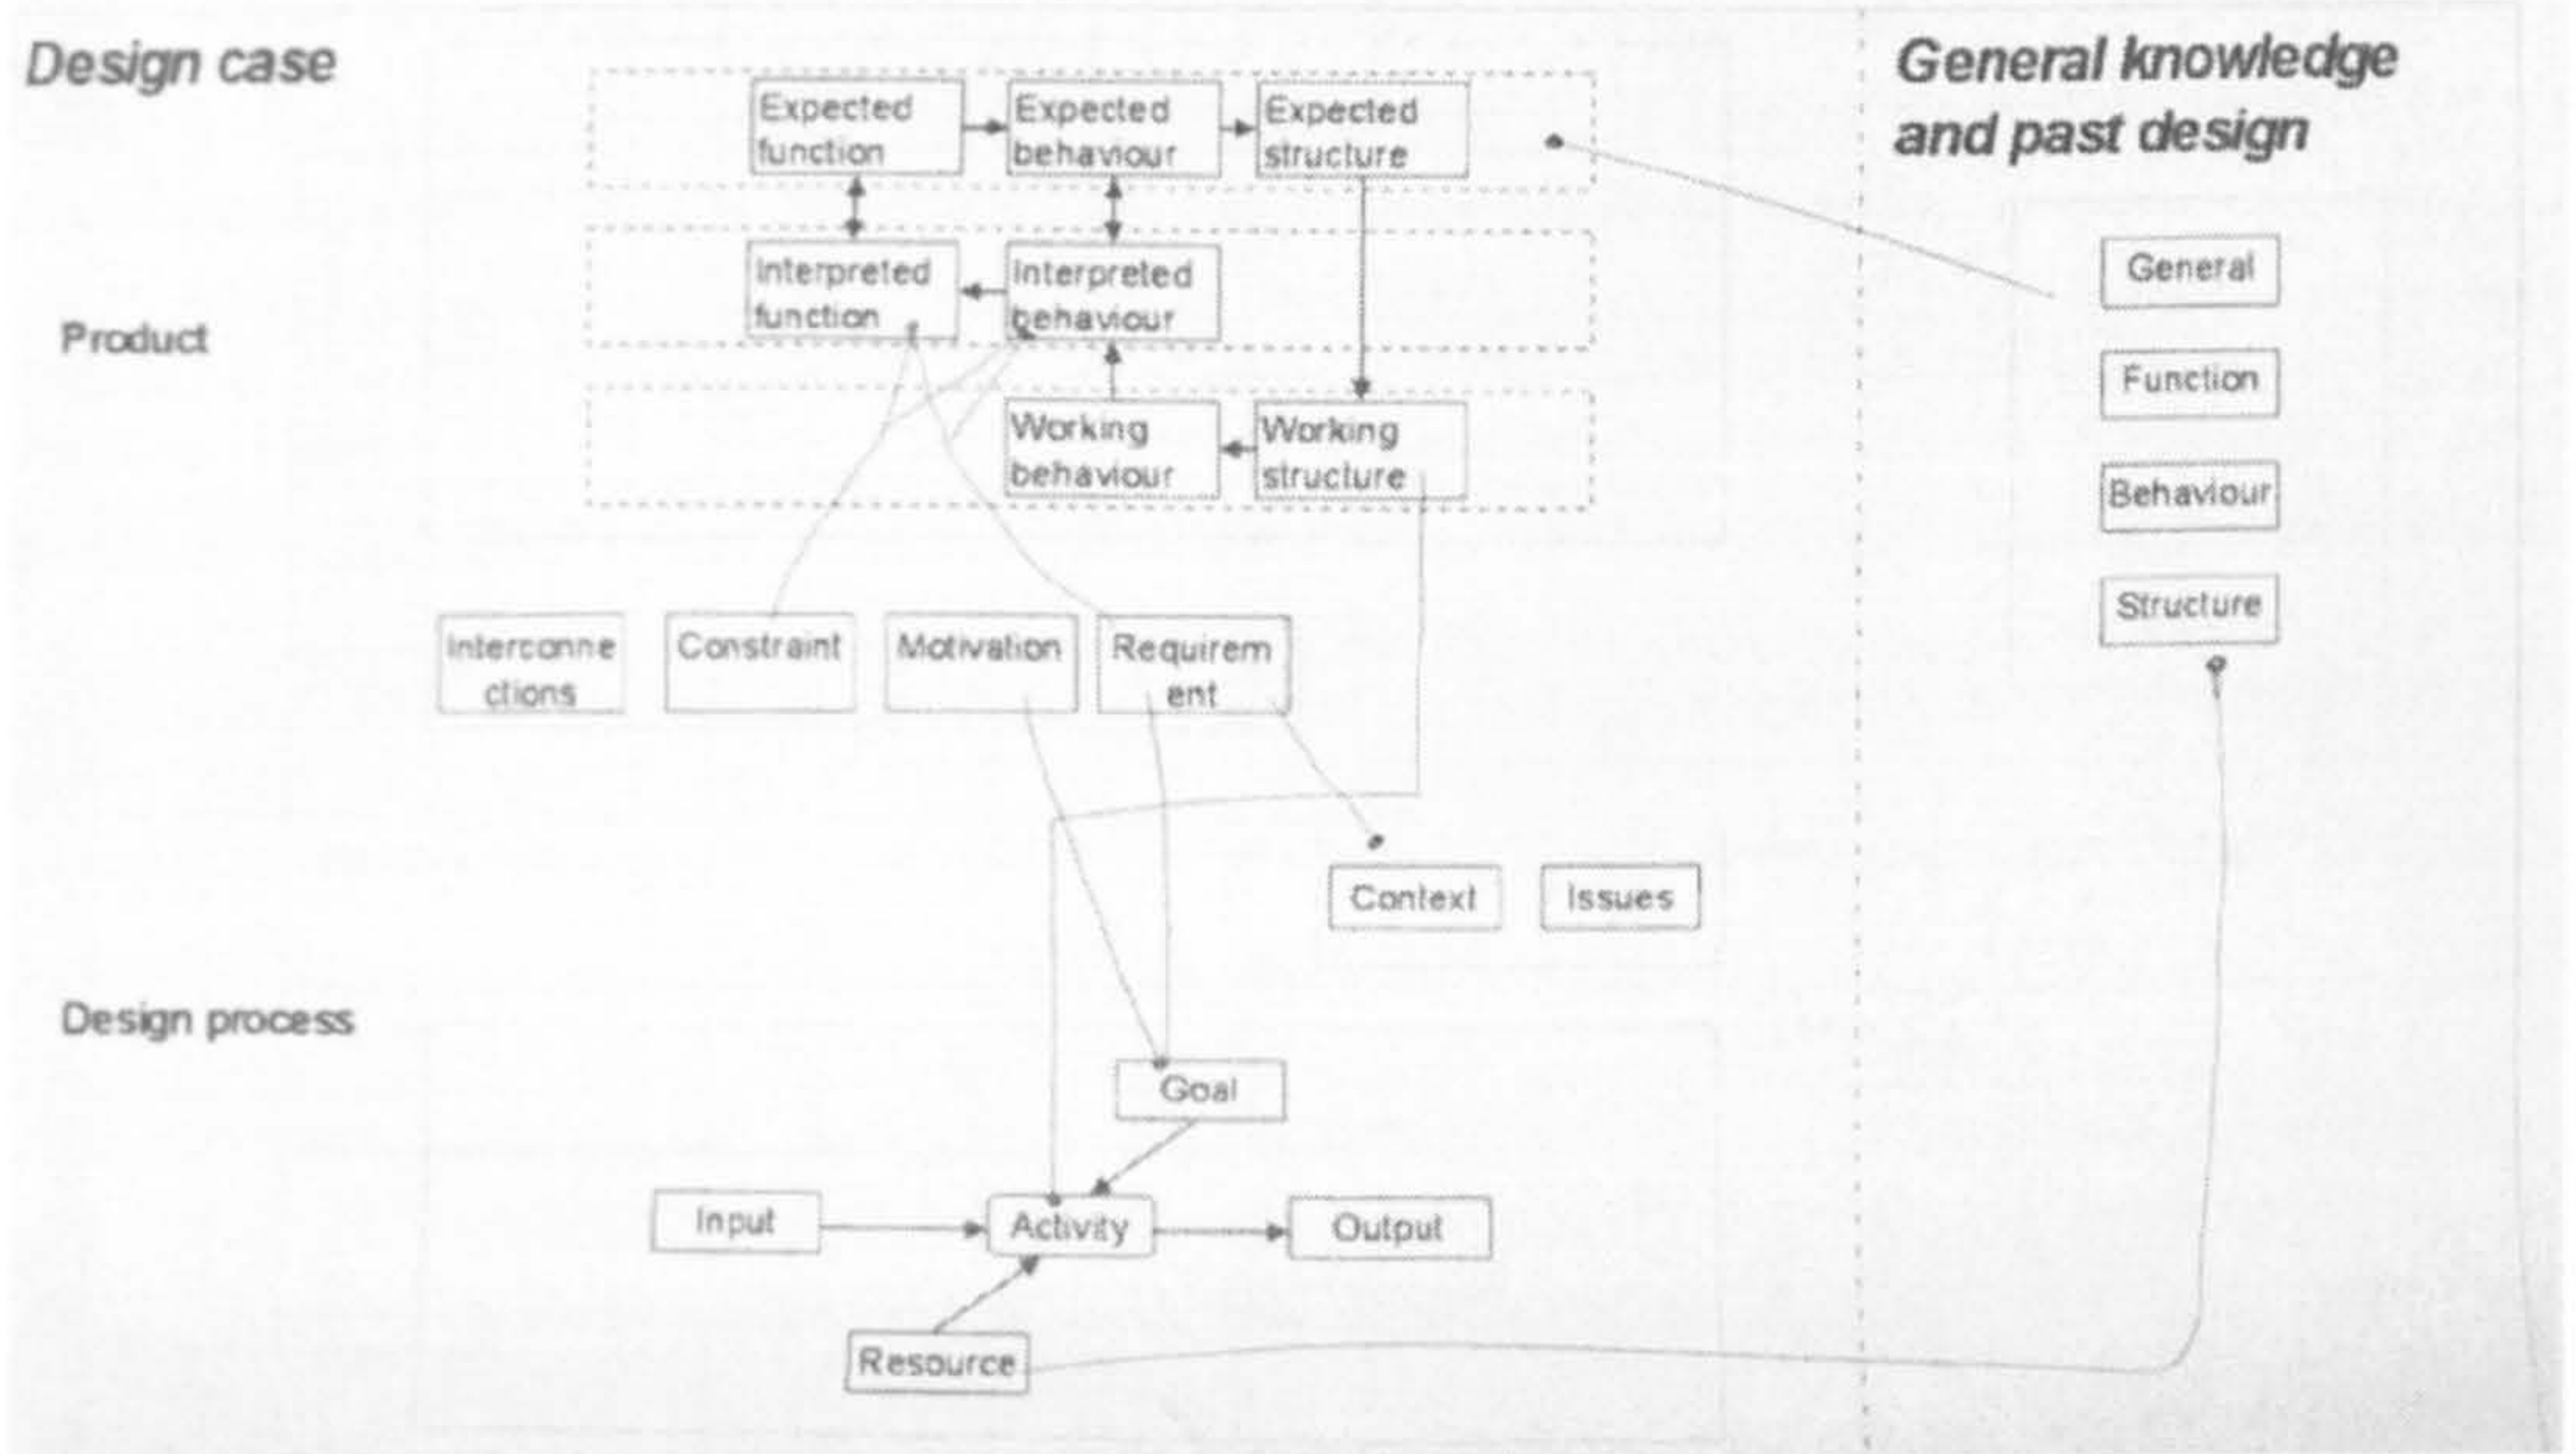 Design case
General knowledge
and past design
Expected
function
Expected
behaviour
Expected
structure
Interpreted
function
Interpreted
behaviour
Working
behaviour
Working
structure
Product
General
Function
Behaviour
Structure
Interconne
ctions
Constraint
Motivation
Requirem
ent
Context
Issues
Design process
Goal
Input
Activity
Output
Resource